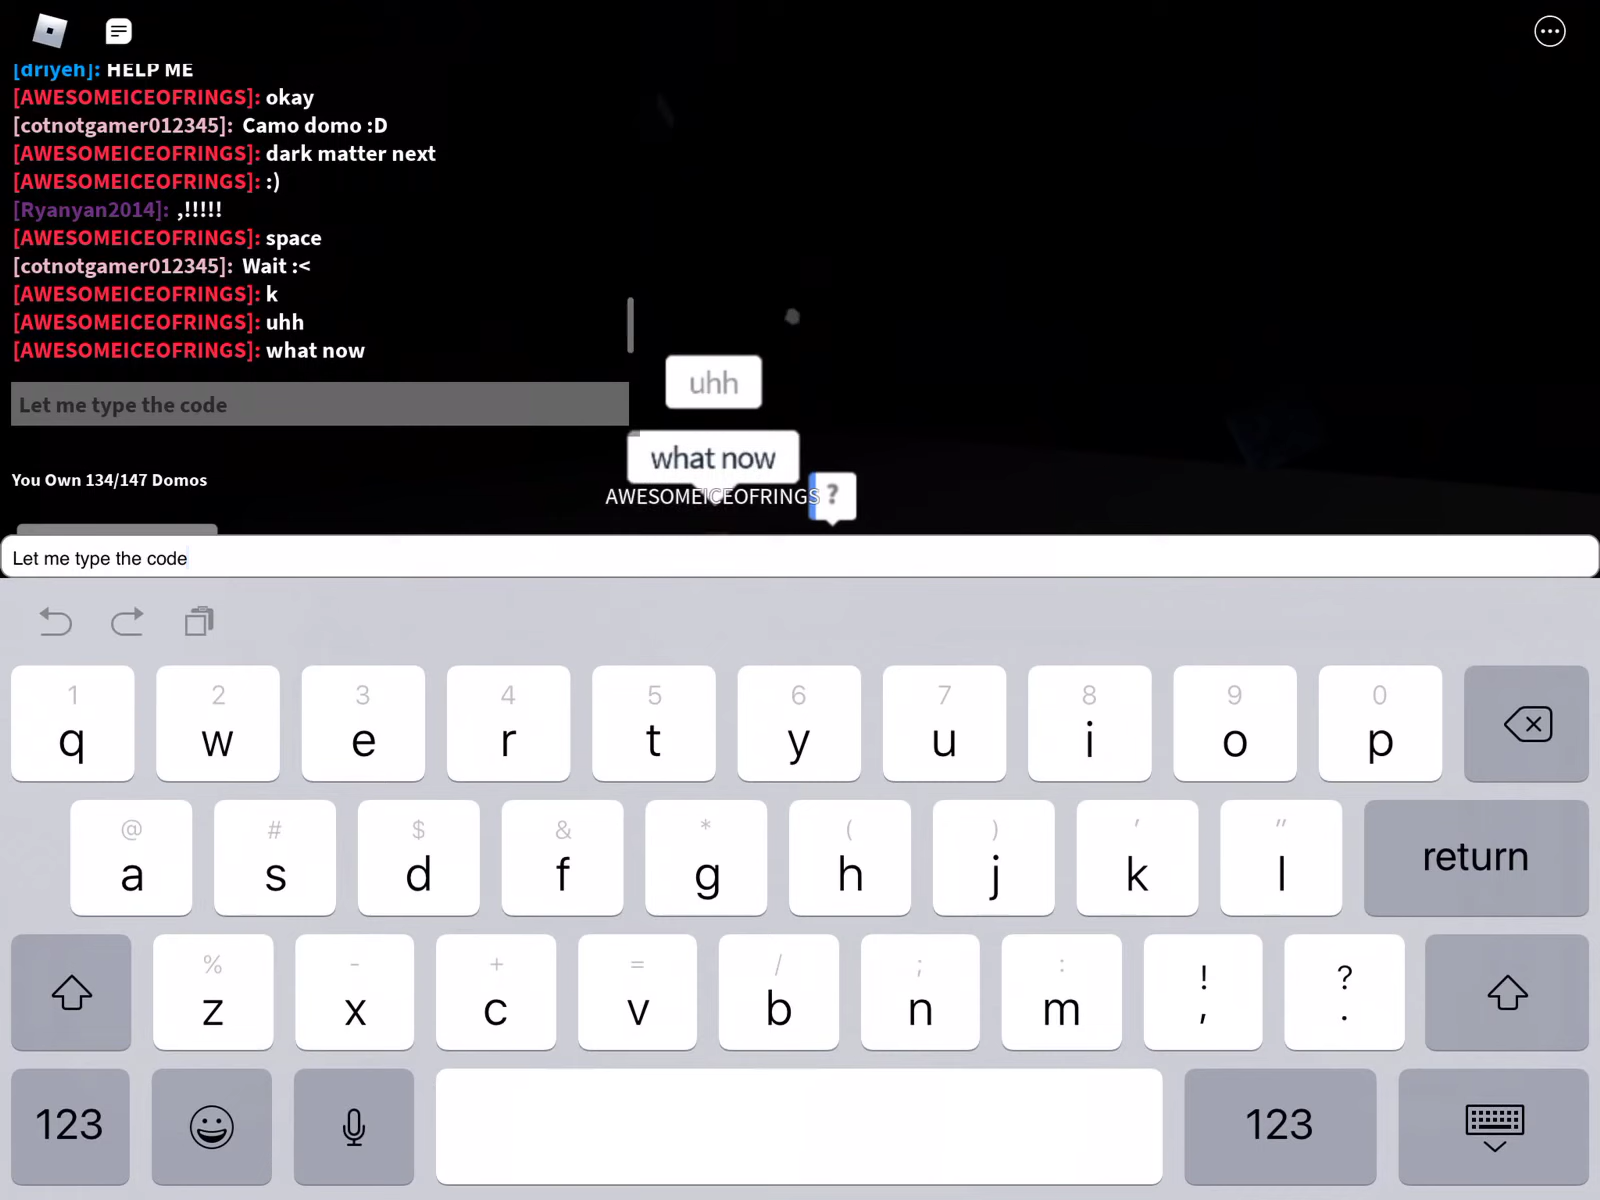 [driyeh]: HELP ME
[AWESOMEICEOFRINGS]: okay
[cotnotgamer012345]: Camo domo :D
[AWESOMEICEOFRINGS]: dark matter next
[AWESOMEICEOFRINGS]: :)
[Ryanyan2014]: ,!!!!!
[AWESOMEICEOFRINGS]: space
[cotnotgamer012345]: Wait :<
[AWESOMEICEOFRINGS]: k
[AWESOMEICEOFRINGS]: uhh
[AWESOMEICEOFRINGS]: what now
uhh
Let me type the code
what now
You Own 134/147 Domos
AWESOMEICEOFRINGS ?
Let me type the code
1 2 3 4 5 6 7 8 9 0
q w e r t y u i o p
@ # $ & * ( ) ' "
a s d f g h j k l return
% - + = / ; : ! ?
z x c v b n m , .
123 123